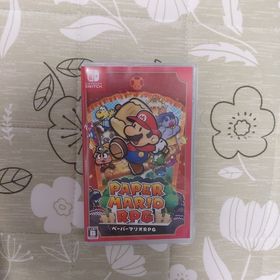 NINTENDO
SWITCH
PAPER
MARIO
RPG
ペーパーマリオRPG
B